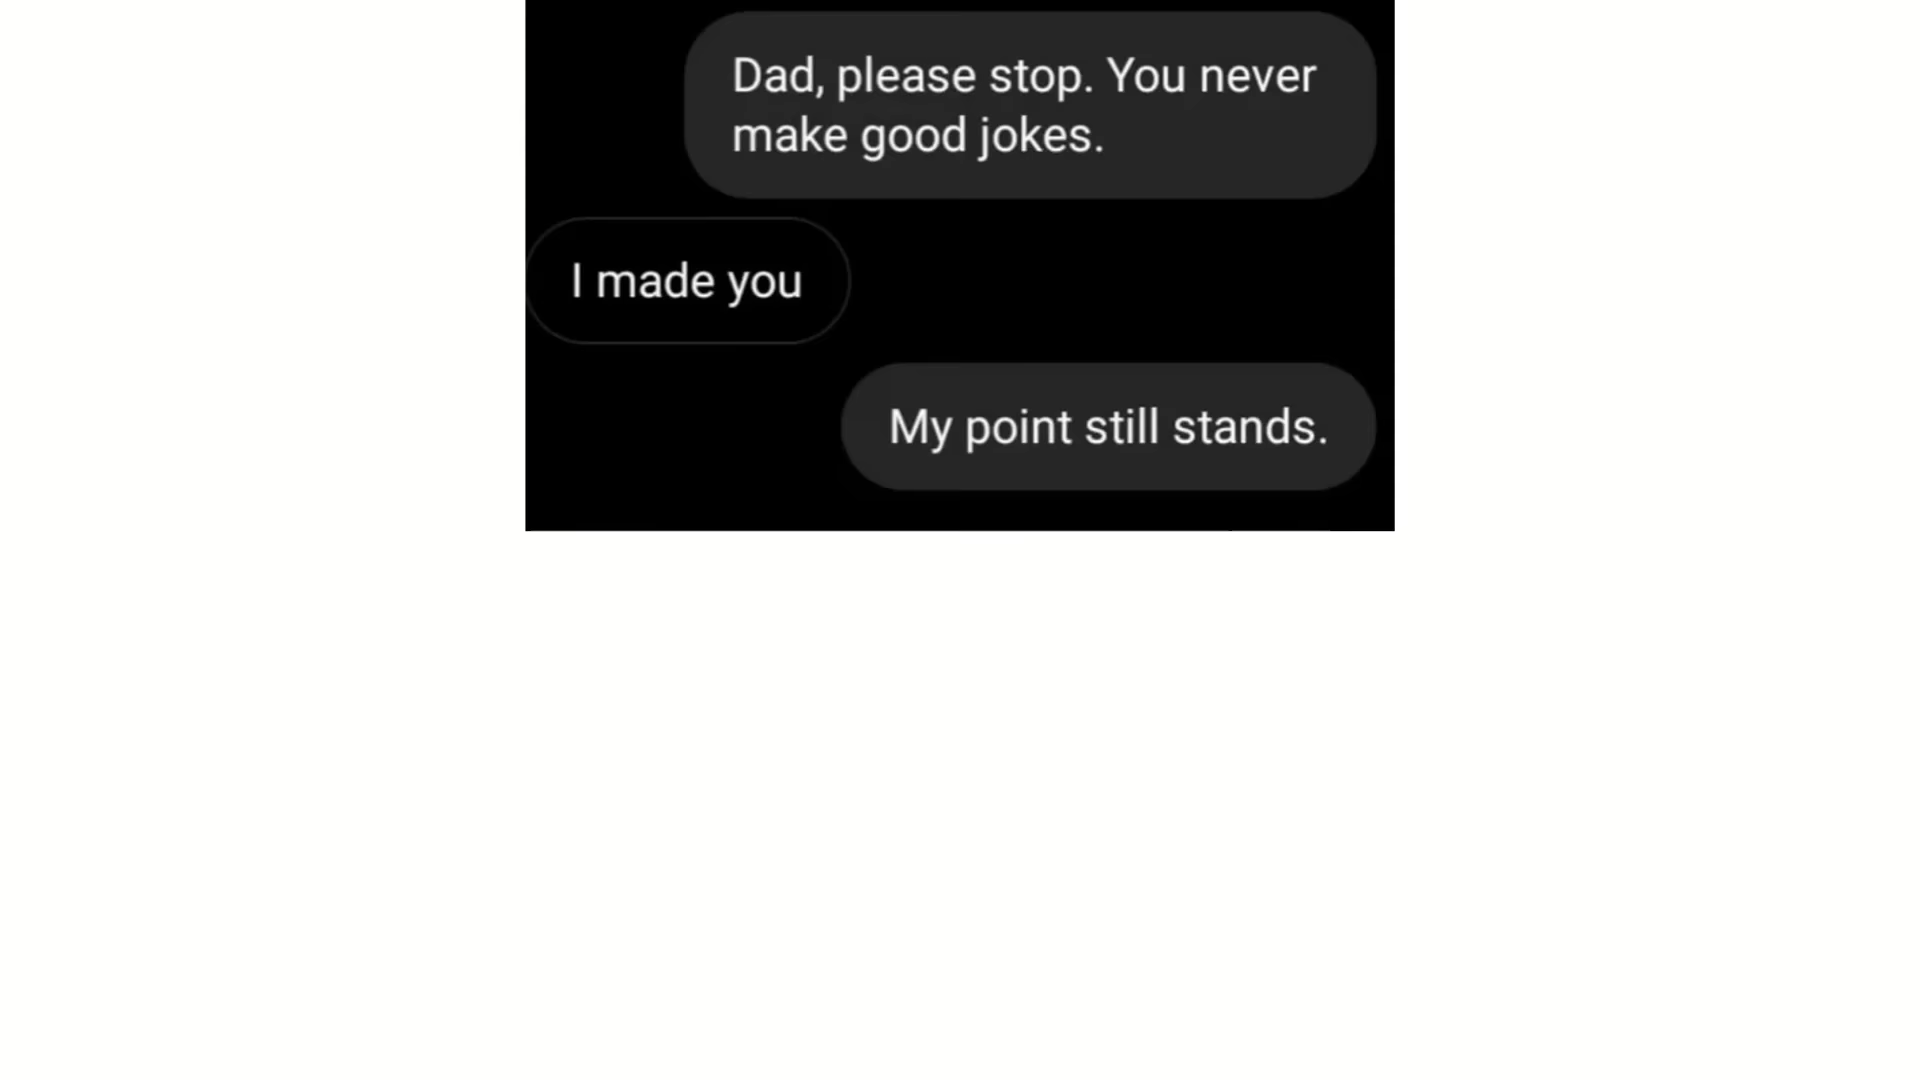 Dad, please stop. You never
make good jokes.
I made you
My point still stands.